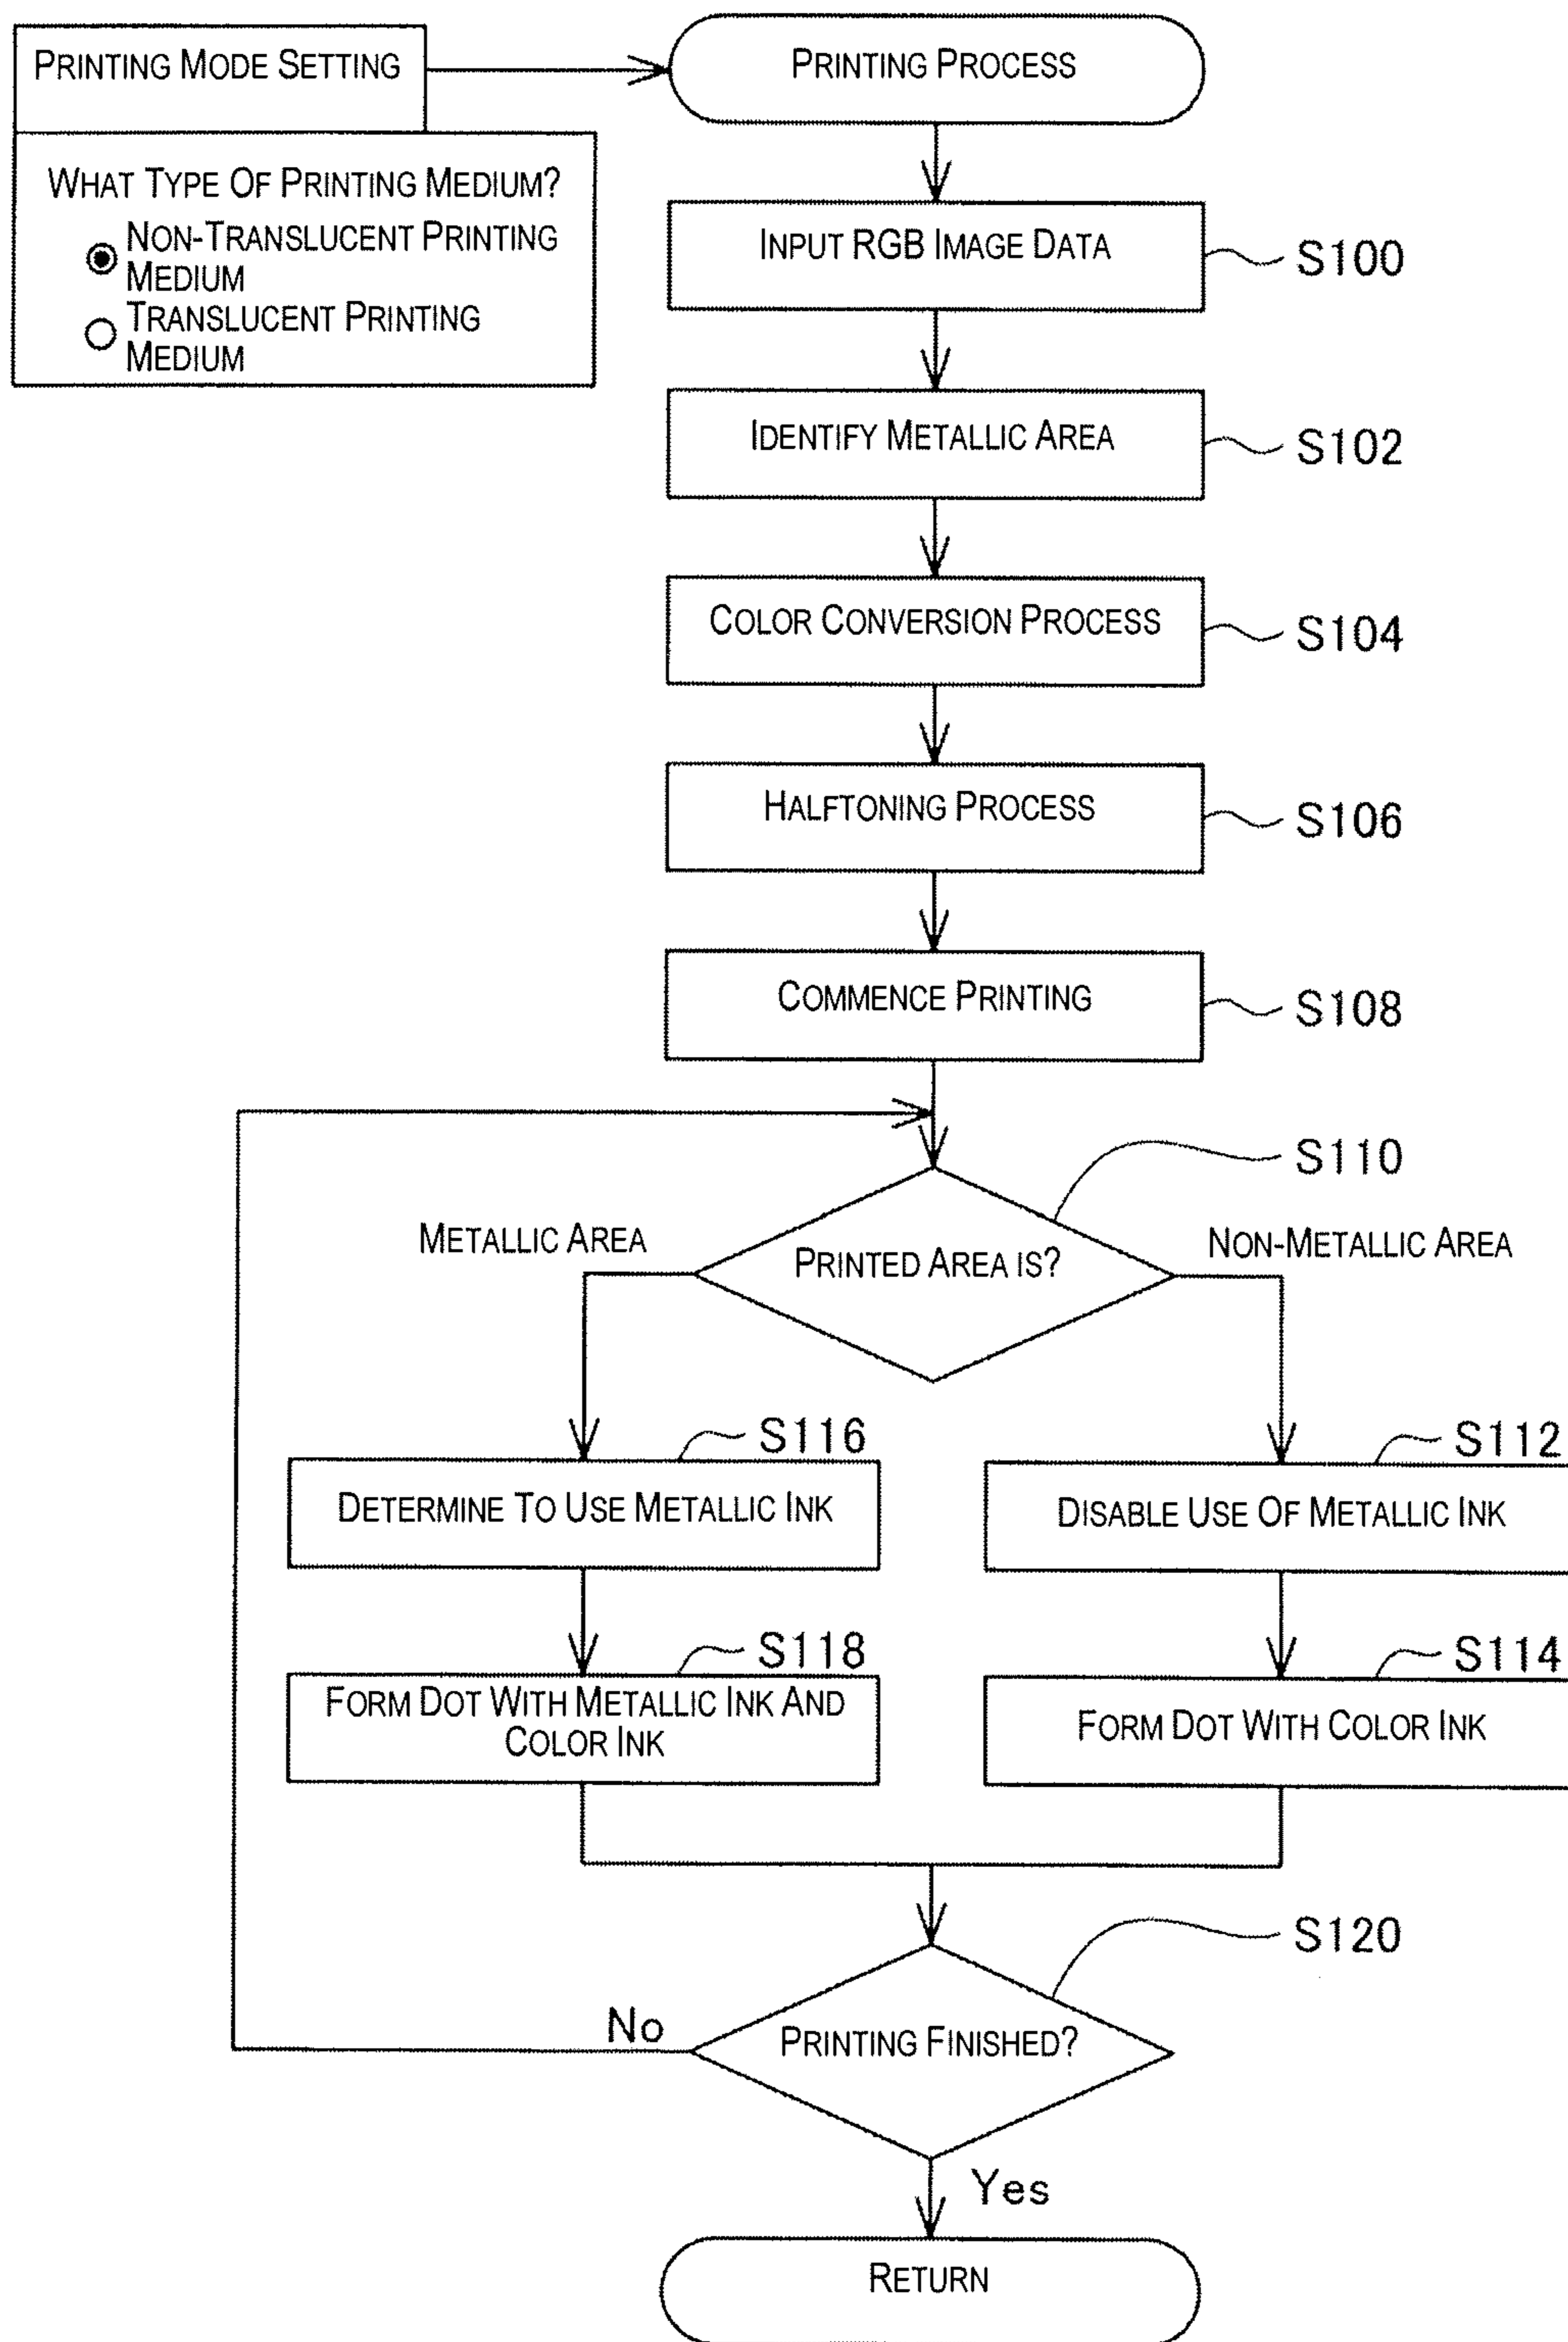 PRINTING MODE SETTING
PRINTING PROCESS
WHAT TYPE OF PRINTING MEDIUM?
NON-TRANSLUCENT PRINTING
MEDIUM
TRANSLUCENT PRINTING
MEDIUM
INPUT RGB IMAGE DATA
S100
IDENTIFY METALLIC AREA
S102
COLOR CONVERSION PROCESS
S104
HALFTONING PROCESS
S106
COMMENCE PRINTING
S108
S110
METALLIC AREA
PRINTED AREA IS?
NON-METALLIC AREA
S116
S112
DETERMINE TO USE METALLIC INK
DISABLE USE OF METALLIC INK
S118
S114
FORM DOT WITH METALLIC INK AND
COLOR INK
FORM DOT WITH COLOR INK
S120
No
PRINTING FINISHED?
Yes
RETURN